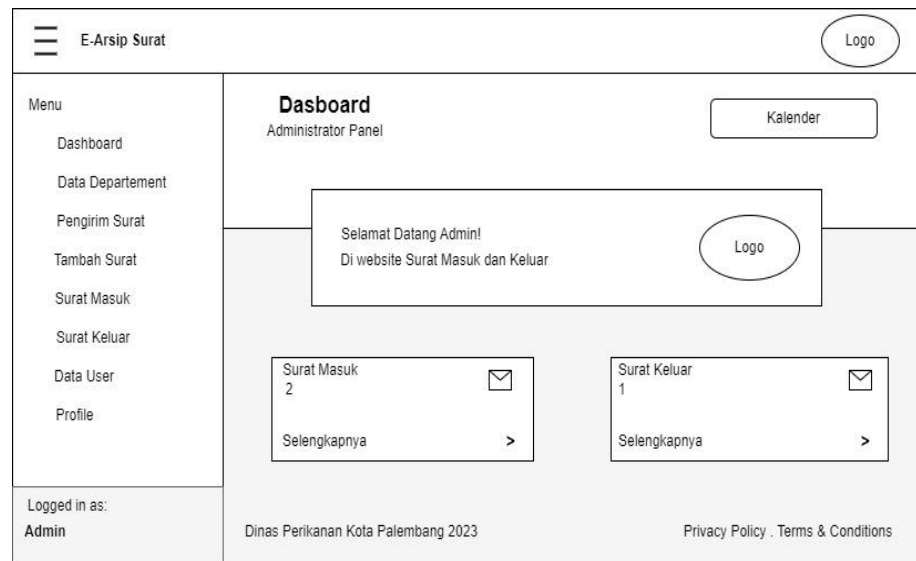 E-Arsip Surat
Logo
Menu
Dashboard
Data Departement
Pengirim Surat
Tambah Surat
Surat Masuk
Surat Keluar
Data User
Profile
Logged in as:
Admin
Dasboard
Administrator Panel
Kalender
Selamat Datang Admin!
Di website Surat Masuk dan Keluar
Logo
Surat Masuk
2
Selengkapnya >
Surat Keluar
1
Selengkapnya >
Dinas Perikanan Kota Palembang 2023
Privacy Policy . Terms & Conditions